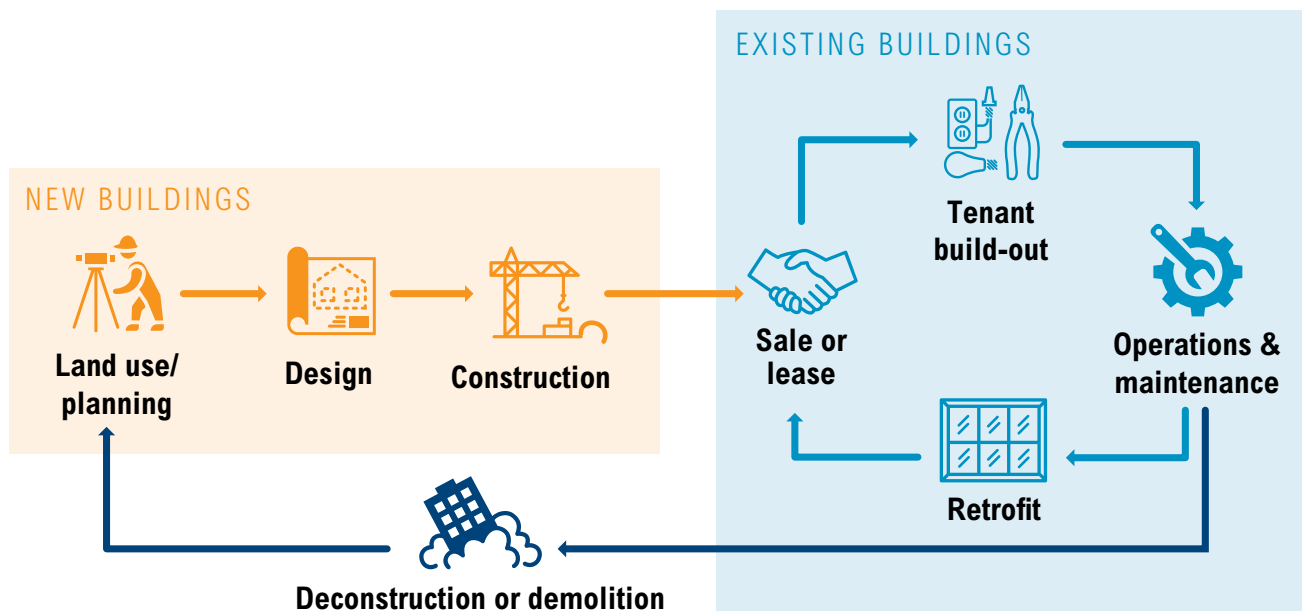 EXISTING BUILDINGS
NEW BUILDINGS
Land use/
planning
Design
Construction
Sale or
lease
Tenant
build-out
Operations &
maintenance
Retrofit
Deconstruction or demolition